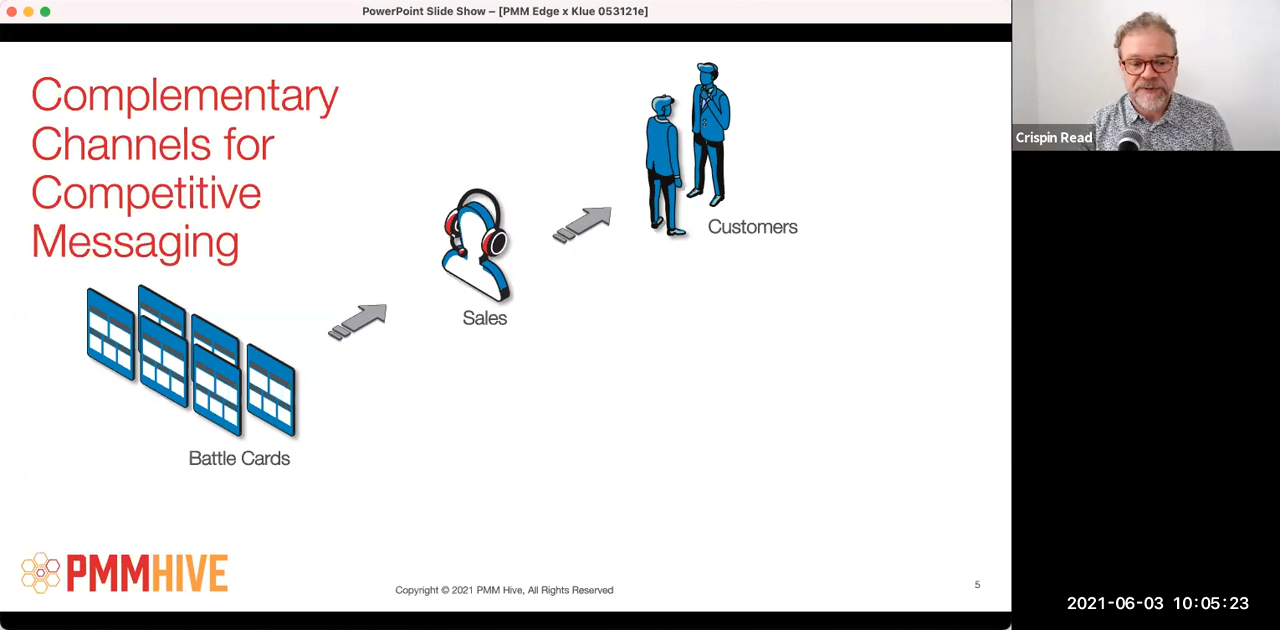 PowerPoint Slide Show – [PMM Edge x Klue 053121e]
Complementary
Channels for
Competitive
Messaging
Customers
Sales
Battle Cards
PMMHIVE
Copyright © 2021 PMM Hive, All Rights Reserved
5
Crispin Read
2021-06-03 10:05:23